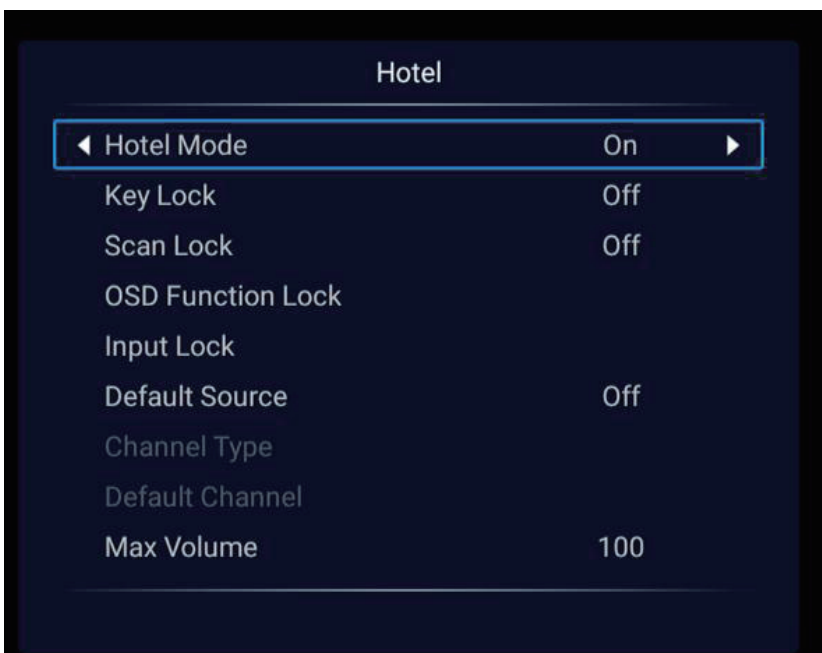 Hotel
Hotel Mode On
Key Lock Off
Scan Lock Off
OSD Function Lock
Input Lock
Default Source Off
Channel Type
Default Channel
Max Volume 100